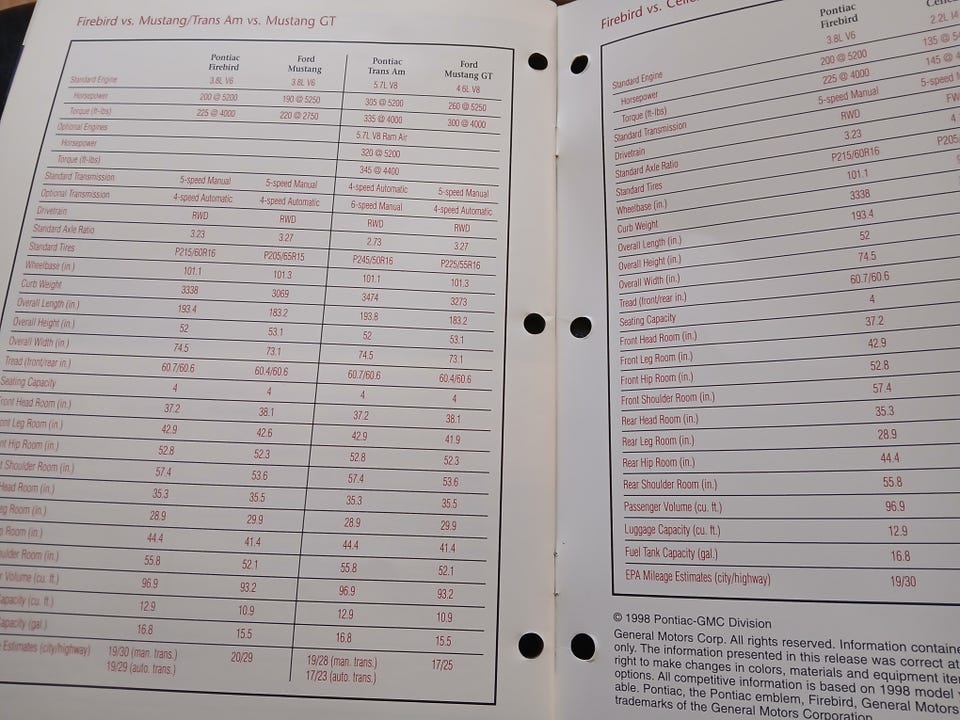 Firebird vs. Mustang/Trans Am vs. Mustang GT
Pontiac Firebird Ford Mustang Pontiac Trans Am Ford Mustang GT
Standard Engine 3.8L V6 3.8L V6 5.7L V8 4.6L V8
Horsepower 200 @ 5200 190 @ 5250 305 @ 5200 260 @ 5250
Torque (ft-lbs) 225 @ 4000 220 @ 2750 335 @ 4000 300 @ 4000
Optional Engines 5.7L V8 Ram Air
Horsepower 320 @ 5200
Torque (ft-lbs) 345 @ 4400
Standard Transmission 5-speed Manual 5-speed Manual 4-speed Automatic 5-speed Manual
Optional Transmission 4-speed Automatic 4-speed Automatic 6-speed Manual 4-speed Automatic
Drivetrain RWD RWD RWD RWD
Standard Axle Ratio 3.23 3.27 2.73 3.27
Standard Tires P215/60R16 P205/65R15 P245/50R16 P225/55R16
Wheelbase (in.) 101.1 101.3 101.1 101.3
Curb Weight 3338 3069 3474 3273
Overall Length (in.) 193.4 183.2 193.8 183.2
Overall Height (in.) 52 53.1 52 53.1
Overall Width (in.) 74.5 73.1 74.5 73.1
Tread (front/rear in.) 60.7/60.6 60.4/60.6 60.7/60.6 60.4/60.6
Seating Capacity 4 4 4 4
Front Head Room (in.) 37.2 38.1 37.2 38.1
ont Leg Room (in.) 42.9 42.6 42.9 41.9
nt Hip Room (in.) 52.8 52.3 52.8 52.3
t Shoulder Room (in.) 57.4 53.6 57.4 53.6
Head Room (in.) 35.3 35.5 35.3 35.5
eg Room (in.) 28.9 29.9 28.9 29.9
p Room (in.) 44.4 41.4 44.4 41.4
oulder Room (in.) 55.8 52.1 55.8 52.1
r Volume (cu. ft.) 96.9 93.2 96.9 93.2
apacity (cu. ft.) 12.9 10.9 12.9 10.9
apacity (gal.) 16.8 15.5 16.8 15.5
Estimates (city/highway) 19/30 (man. trans.) 20/29 19/28 (man. trans.) 17/25
19/29 (auto. trans.) 17/23 (auto. trans.)
Firebird vs. Celic
Pontiac Firebird Celic
Standard Engine 3.8L V6 2.2L I4
Horsepower 200 @ 5200 135 @ 54
Torque (ft-lbs) 225 @ 4000 145 @ 4
Standard Transmission 5-speed Manual 5-speed M
Drivetrain RWD FW
Standard Axle Ratio 3.23 4.
Standard Tires P215/60R16 P205
Wheelbase (in.) 101.1
Curb Weight 3338
Overall Length (in.) 193.4
Overall Height (in.) 52
Overall Width (in.) 74.5
Tread (front/rear in.) 60.7/60.6
Seating Capacity 4
Front Head Room (in.) 37.2
Front Leg Room (in.) 42.9
Front Hip Room (in.) 52.8
Front Shoulder Room (in.) 57.4
Rear Head Room (in.) 35.3
Rear Leg Room (in.) 28.9
Rear Hip Room (in.) 44.4
Rear Shoulder Room (in.) 55.8
Passenger Volume (cu. ft.) 96.9
Luggage Capacity (cu. ft.) 12.9
Fuel Tank Capacity (gal.) 16.8
EPA Mileage Estimates (city/highway) 19/30
© 1998 Pontiac-GMC Division
General Motors Corp. All rights reserved. Information containe
only. The information presented in this release was correct at
right to make changes in colors, materials and equipment ite
options. All competitive information is based on 1998 model
able. Pontiac, the Pontiac emblem, Firebird, General Motors
trademarks of the General Motors Corporation